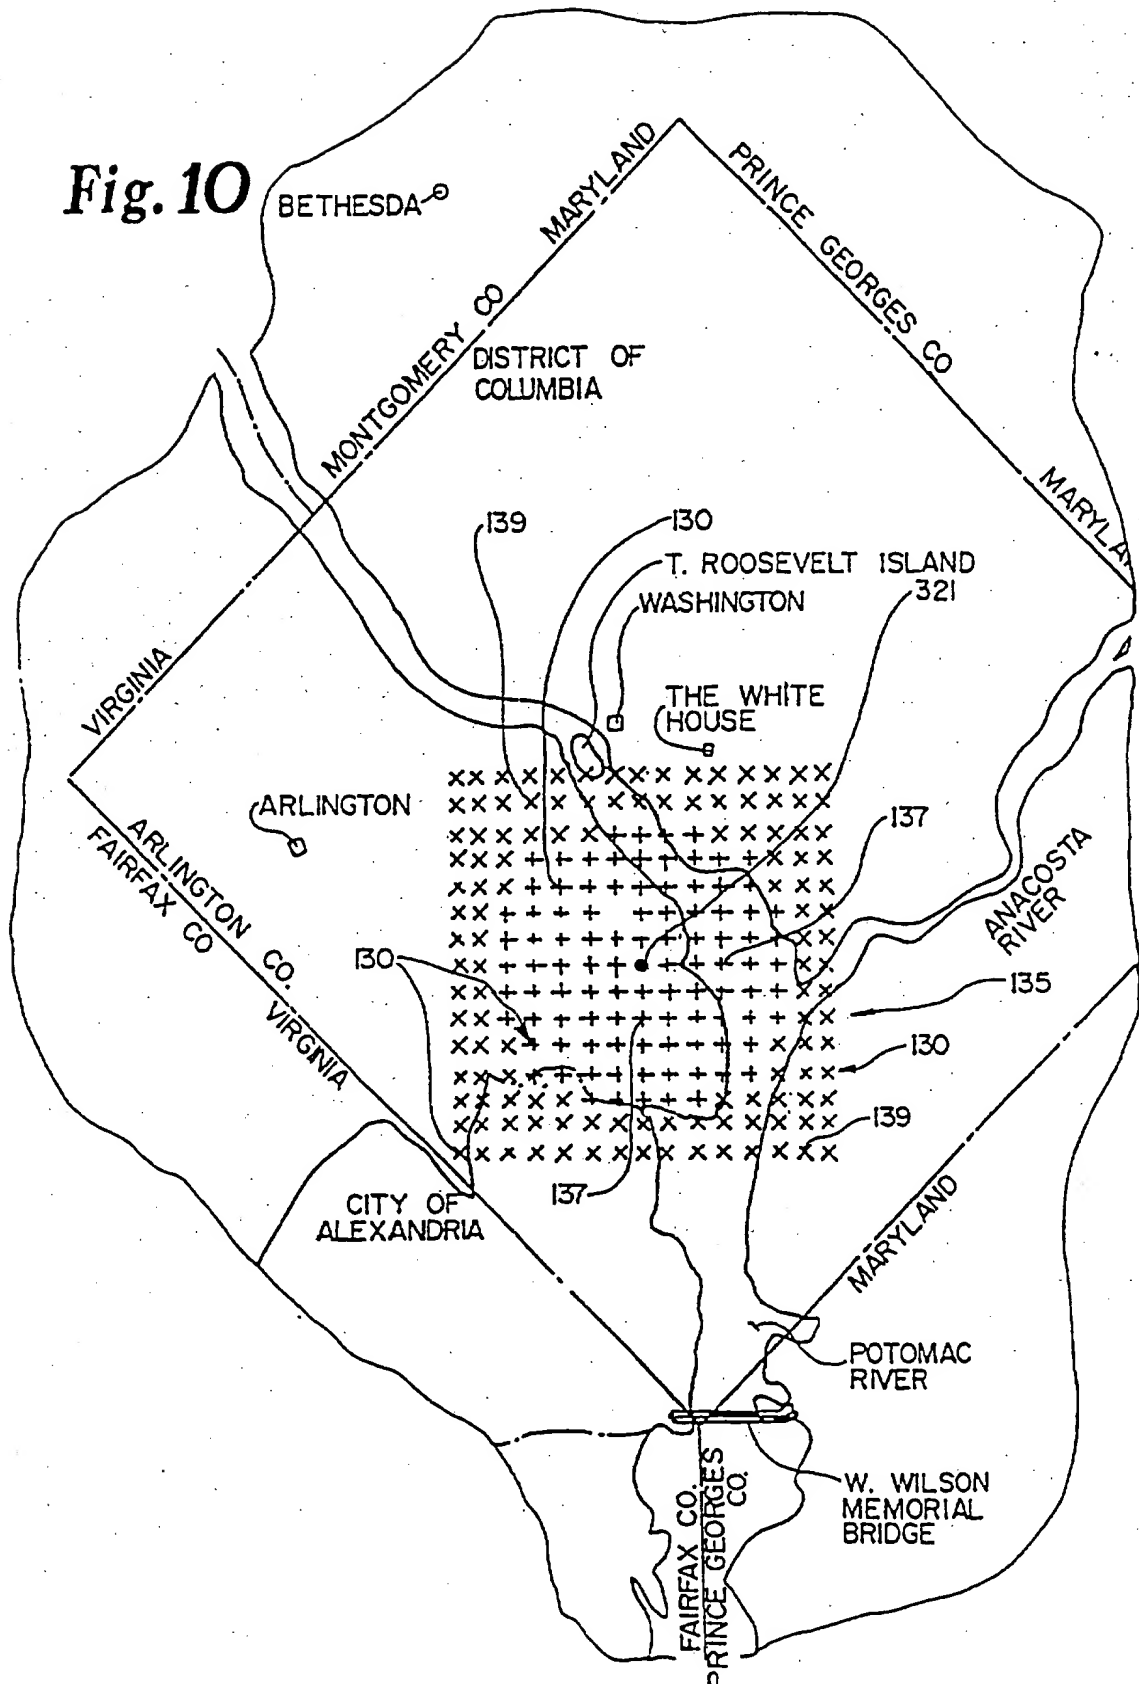 Fig. 10
BETHESDA
MARYLAND
PRINCE GEORGES CO
MONTGOMERY CO
DISTRICT OF
COLUMBIA
MARYLA
139
130
T. ROOSEVELT ISLAND
321
WASHINGTON
VIRGINIA
THE WHITE
HOUSE
ARLINGTON
137
ARLINGTON CO.
FAIRFAX CO
VIRGINIA
ANACOSTA
RIVER
130
135
130
139
137
CITY OF
ALEXANDRIA
MARYLAND
POTOMAC
RIVER
W. WILSON
MEMORIAL
BRIDGE
FAIRFAX CO.
PRINCE GEORGES
CO.